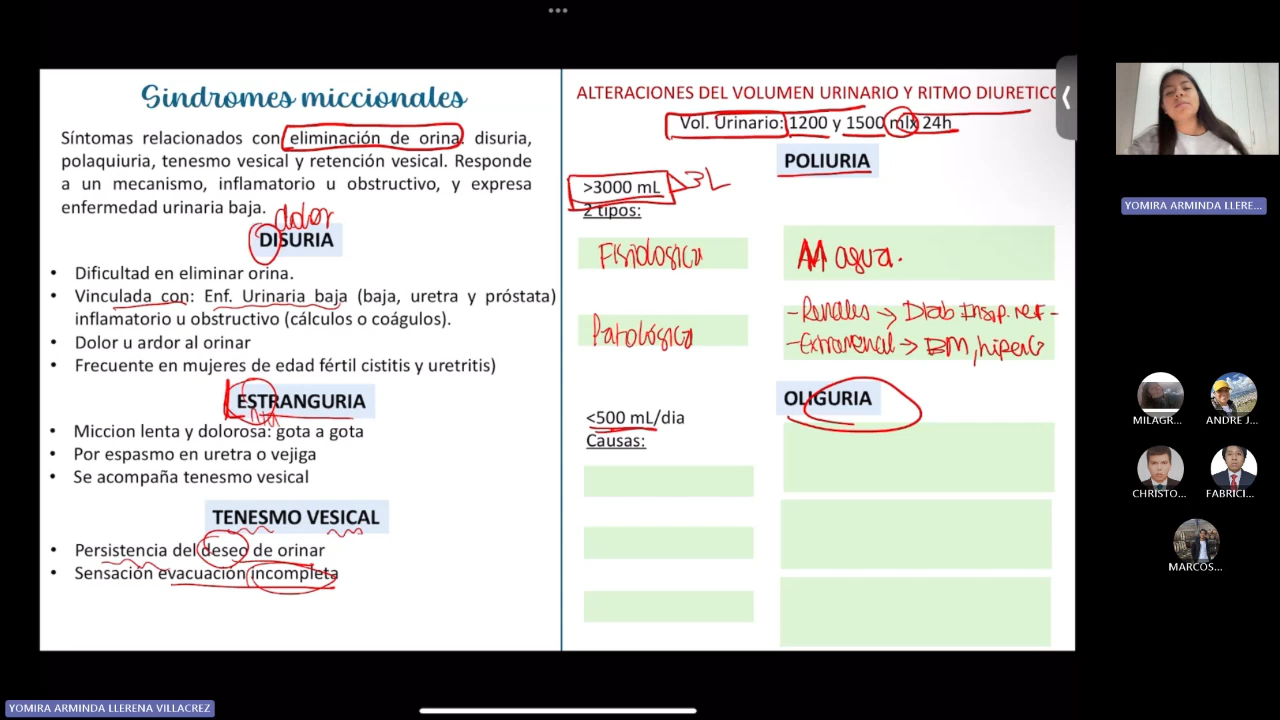 Sindromes miccionales
Síntomas relacionados con eliminación de orina. disuria,
polaquiuria, tenesmo vesical y retención vesical. Responde
a un mecanismo, inflamatorio u obstructivo, y expresa
enfermedad urinaria baja.
dolor
DISURIA
• Dificultad en eliminar orina.
• Vinculada con: Enf. Urinaria baja (baja, uretra y próstata)
inflamatorio u obstructivo (cálculos o coágulos).
• Dolor u ardor al orinar
• Frecuente en mujeres de edad fértil cistitis y uretritis)
ESTRANGURIA
• Miccion lenta y dolorosa: gota a gota
• Por espasmo en uretra o vejiga
• Se acompaña tenesmo vesical
TENESMO VESICAL
• Persistencia del deseo de orinar
• Sensación evacuación incompleta
ALTERACIONES DEL VOLUMEN URINARIO Y RITMO DIURETICO
Vol. Urinario: 1200 y 1500 mlx 24h
POLIURIA
>3000 mL 3L
2 tipos:
Fisiologica
M agua.
Patológica
- Renales → Diab Insip. nef -
- Extrarrenal → DM, hiperC
OLIGURIA
<500 mL/dia
Causas:
YOMIRA ARMINDA LLERE...
MILAGR...
ANDRE J...
CHRISTO...
FABRICI...
MARCOS...
YOMIRA ARMINDA LLERENA VILLACREZ